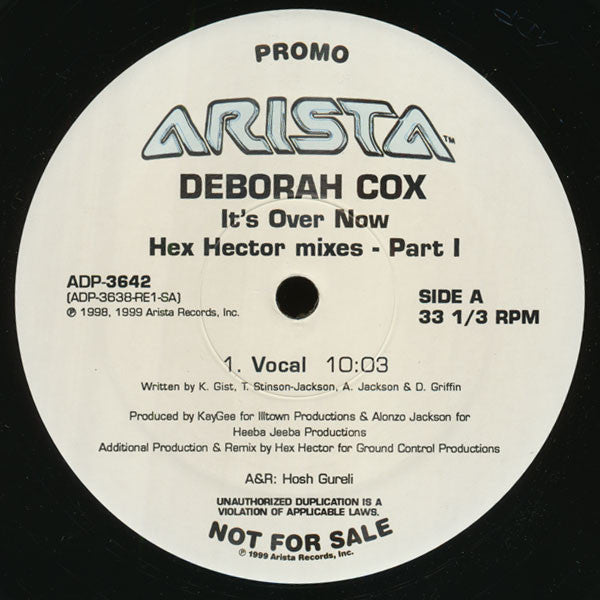 PROMO
ARISTA™
DEBORAH COX
It's Over Now
Hex Hector mixes - Part I
ADP-3642
(ADP-3638-RE1-SA)
℗ 1998, 1999 Arista Records, Inc.
SIDE A
33 1/3 RPM
1. Vocal 10:03
Written by K. Gist, T. Stinson-Jackson, A. Jackson & D. Griffin
Produced by KayGee for Illtown Productions & Alonzo Jackson for
Heeba Jeeba Productions
Additional Production & Remix by Hex Hector for Ground Control Productions
A&R: Hosh Gureli
UNAUTHORIZED DUPLICATION IS A
VIOLATION OF APPLICABLE LAWS.
NOT FOR SALE
℗ 1999 Arista Records, Inc.